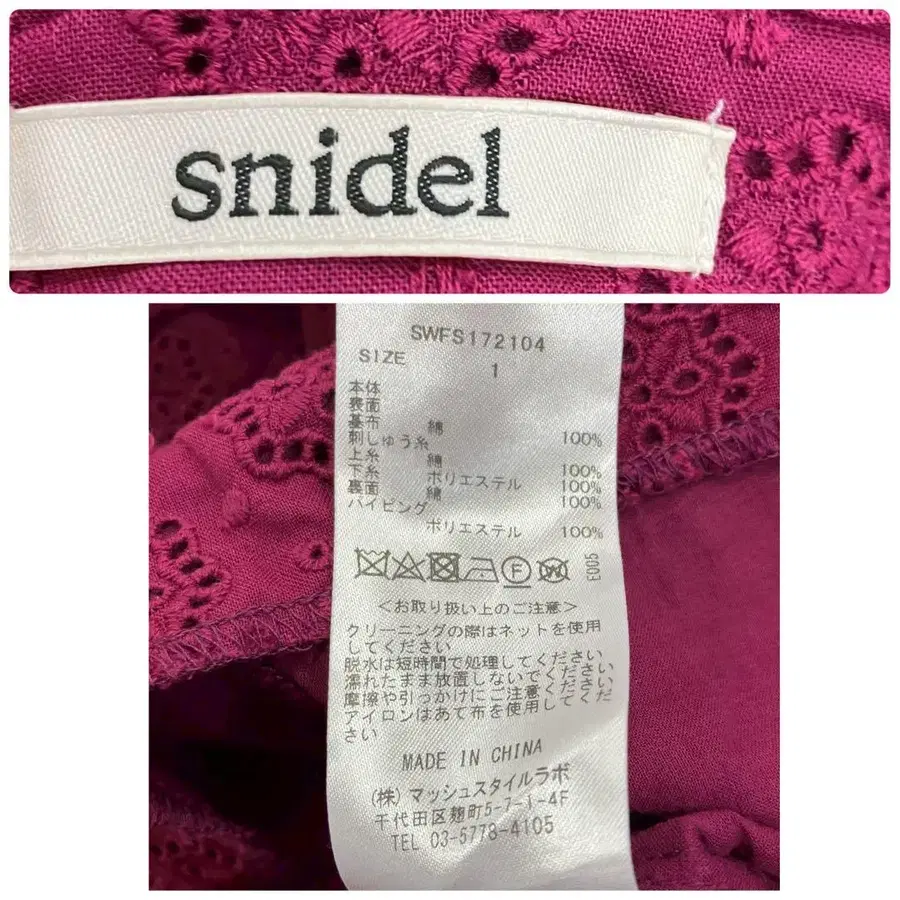 snidel
SWFS172104
SIZE
1
本体
表面
基布 綿 100%
刺しゅう糸
上糸 綿 100%
下糸 ポリエステル 100%
裏面 綿 100%
パイピング
ポリエステル 100%
F
W
E005
<お取り扱い上のご注意>
クリーニングの際はネットを使用
してください
脱水は短時間で処理してください
濡れたまま放置しないでください
摩擦や引っかけにご注意くださ​い
アイロンはあて布を使用してくだ
さい
MADE IN CHINA
(株) マッシュスタイルラボ
千代田区麹町5-7-1-4F
TEL 03-5778-4105